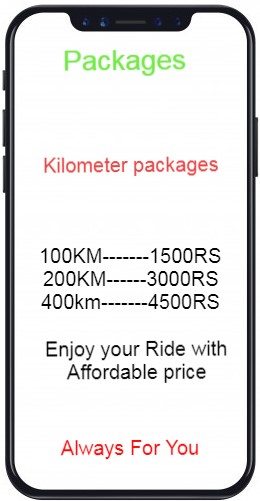 Packages
Kilometer packages
100KM-------1500RS
200KM------3000RS
400km-------4500RS
Enjoy your Ride with
Affordable price
Always For You